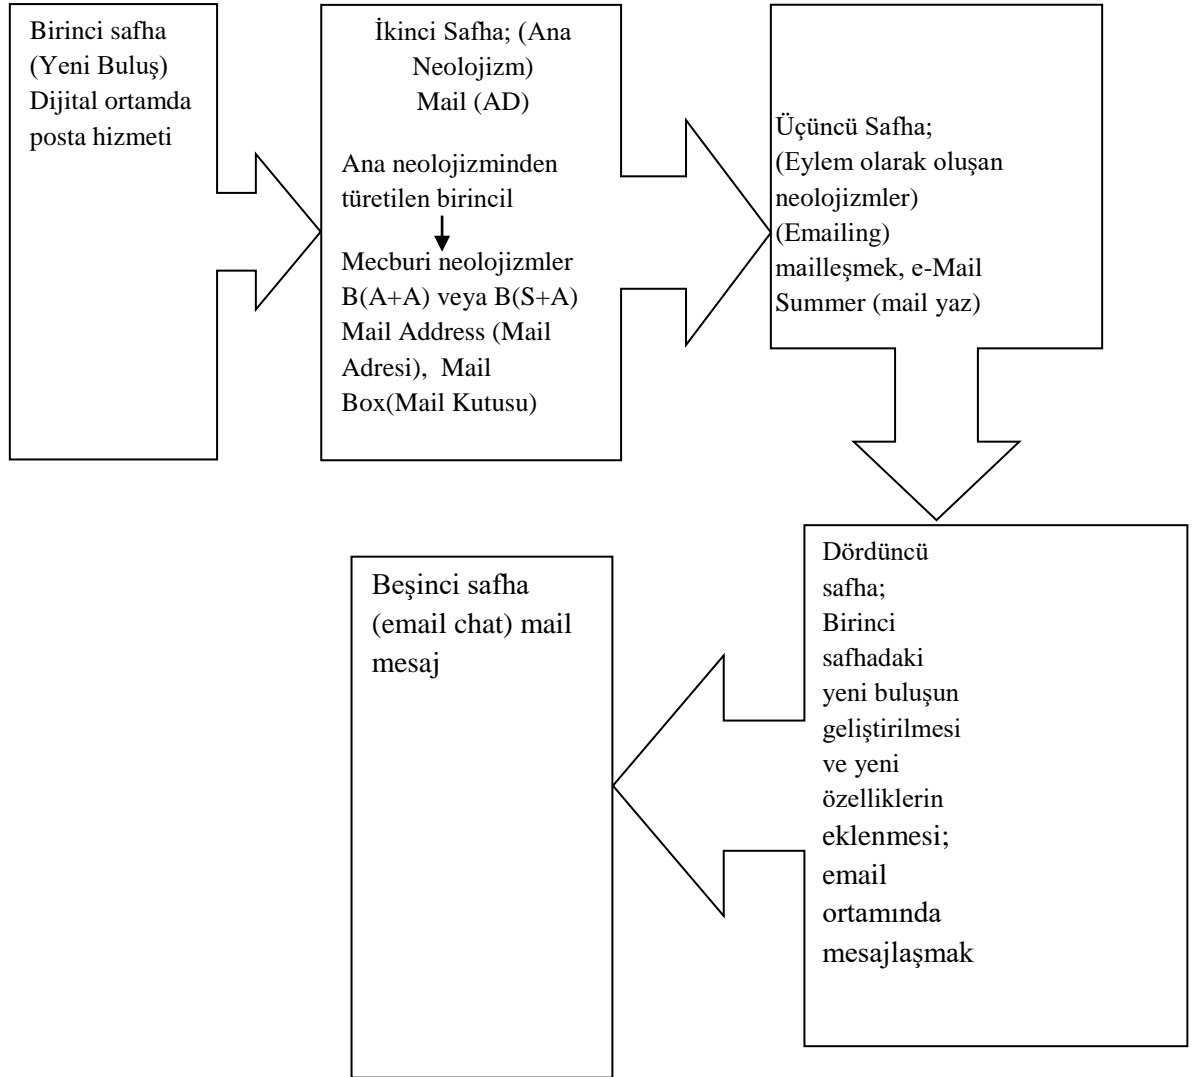 Birinci safha
(Yeni Buluş)
Dijital ortamda
posta hizmeti
İkinci Safha; (Ana
Neolojizm)
Mail (AD)
Ana neolojizminden
türetilen birincil
Mecburi neolojizmler
B(A+A) veya B(S+A)
Mail Address (Mail
Adresi), Mail
Box(Mail Kutusu)
Üçüncü Safha;
(Eylem olarak oluşan
neolojizmler)
(Emailing)
mailleşmek, e-Mail
Summer (mail yaz)
Dördüncü
safha;
Birinci
safhadaki
yeni buluşun
geliştirilmesi
ve yeni
özelliklerin
eklenmesi;
email
ortamında
mesajlaşmak
Beşinci safha
(email chat) mail
mesaj